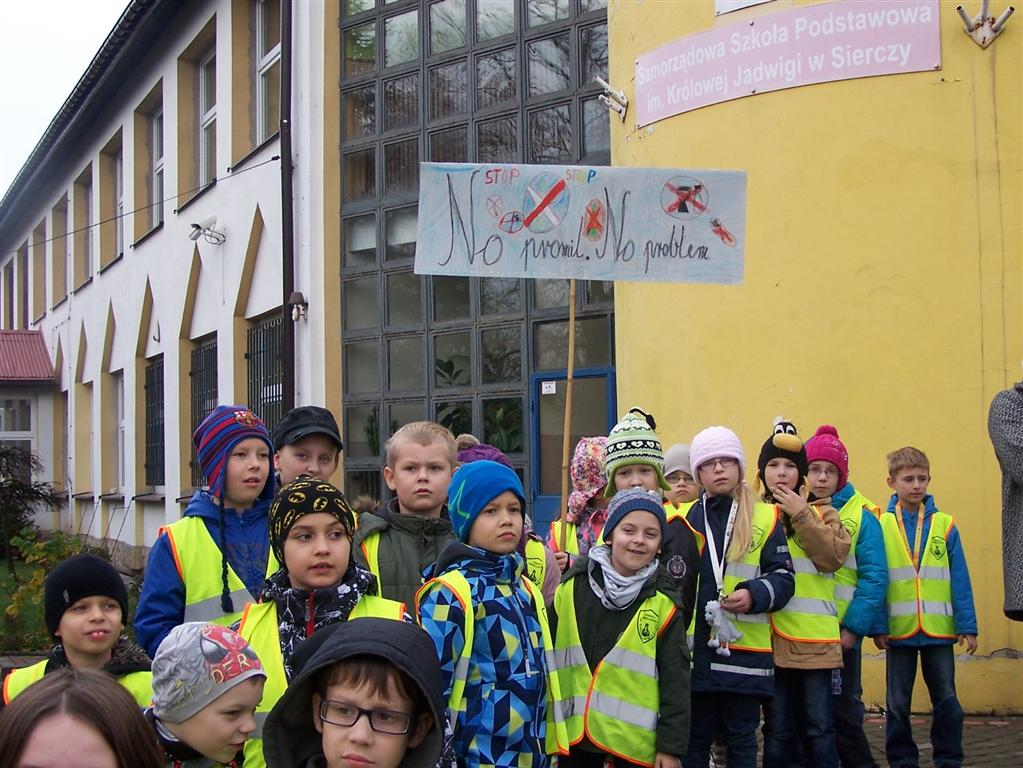 Samorządowa Szkoła Podstawowa
im. Królowej Jadwigi w Sierczy
STOP STOP
No promil. No problem